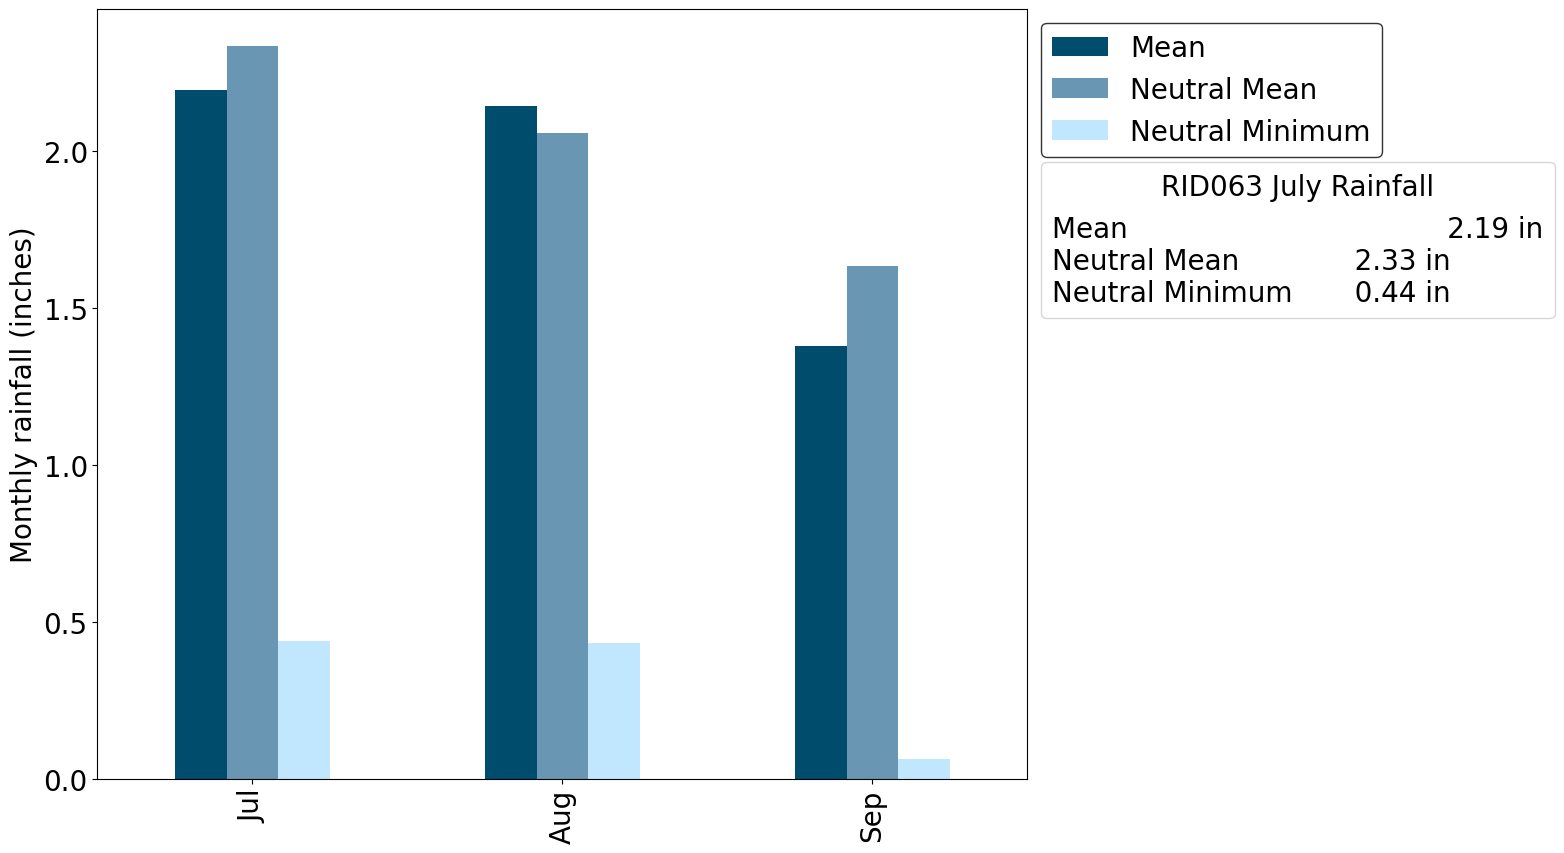 Monthly rainfall (inches)
2.0
1.5
1.0
0.5
0.0
Jul
Aug
Sep
Mean
Neutral Mean
Neutral Minimum
RID063 July Rainfall
Mean 2.19 in
Neutral Mean 2.33 in
Neutral Minimum 0.44 in